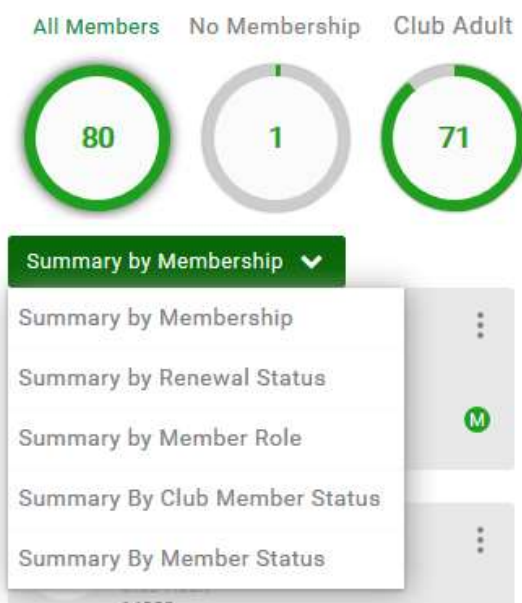 All Members No Membership Club Adult
80 1 71
Summary by Membership
Summary by Membership
Summary by Renewal Status
M
Summary by Member Role
Summary By Club Member Status
Summary By Member Status